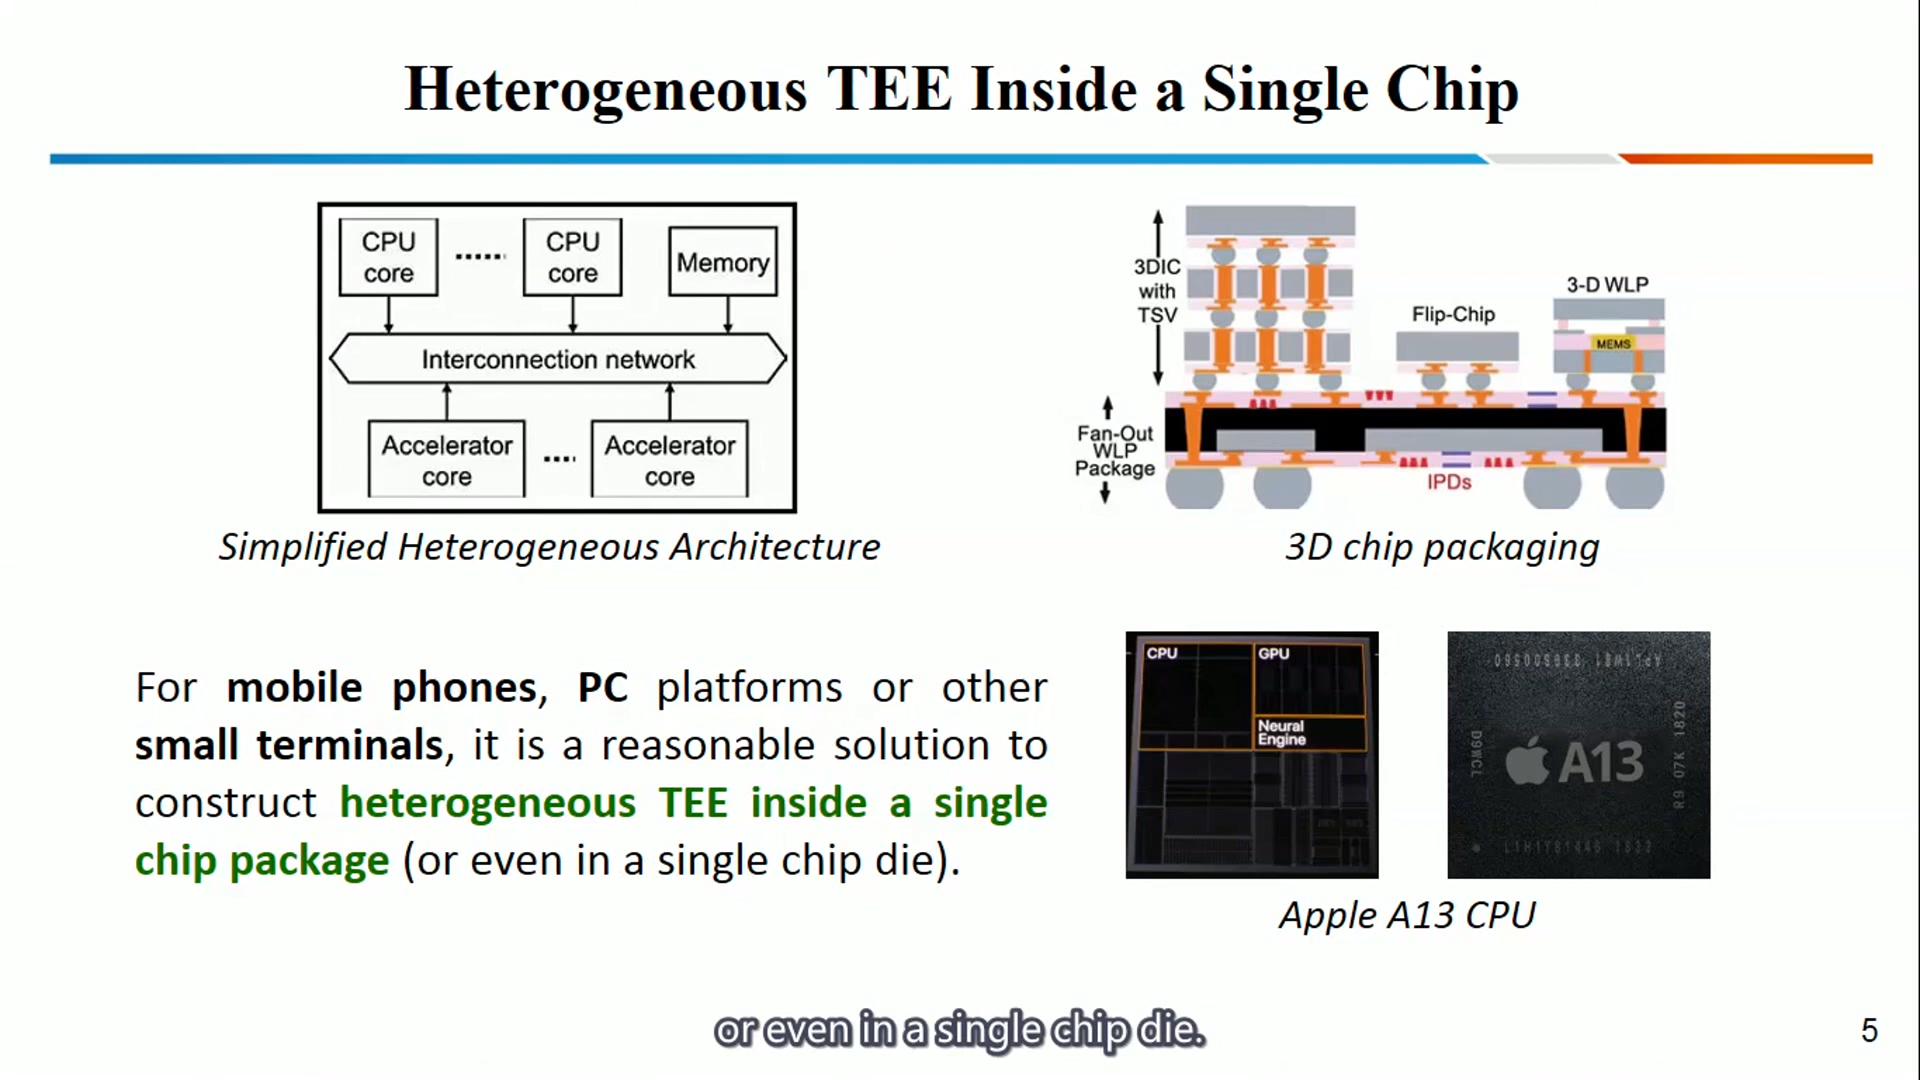 Heterogeneous TEE Inside a Single Chip
CPU
core
CPU
core
Memory
Interconnection network
Accelerator
core
Accelerator
core
Simplified Heterogeneous Architecture
3DIC
with
TSV
Flip-Chip
3-D WLP
MEMS
Fan-Out
WLP
Package
IPDs
3D chip packaging
For mobile phones, PC platforms or other
small terminals, it is a reasonable solution to
construct heterogeneous TEE inside a single
chip package (or even in a single chip die).
CPU
GPU
Neural
Engine
A13
D9WCL
R9 07K 1820
Apple A13 CPU
or even in a single chip die.
5